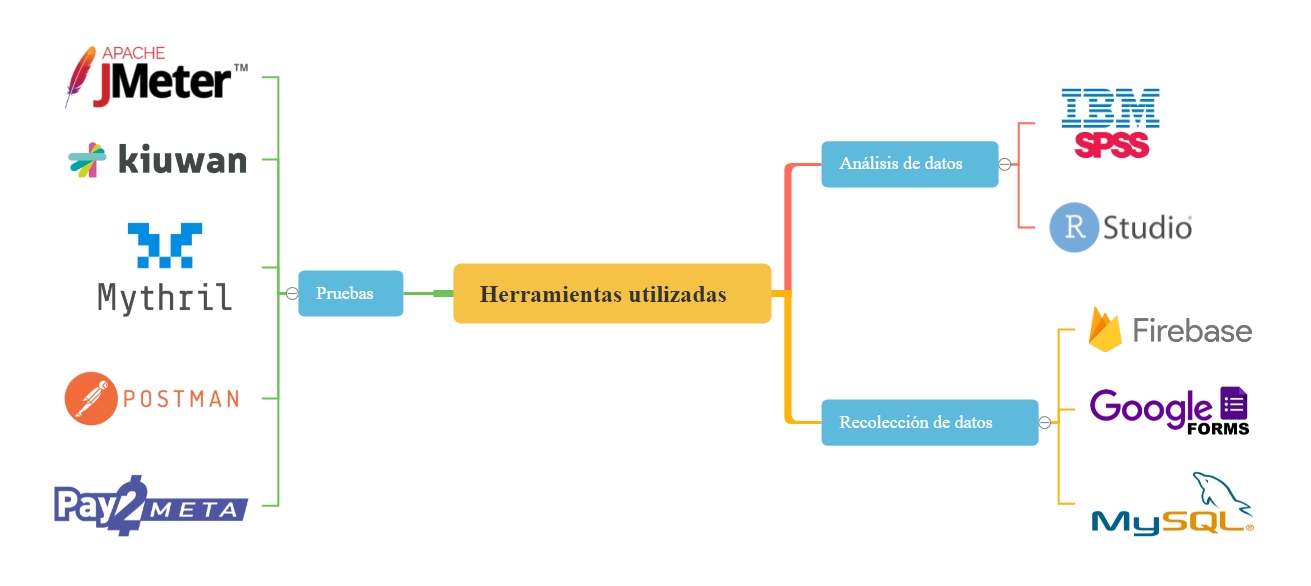 APACHE
JMeter™
kiuwan
Mythril
Pruebas
POSTMAN
Pay2META
Herramientas utilizadas
Análisis de datos
IBM
SPSS
R Studio®
Recolección de datos
Firebase
Google
FORMS
MySQL®